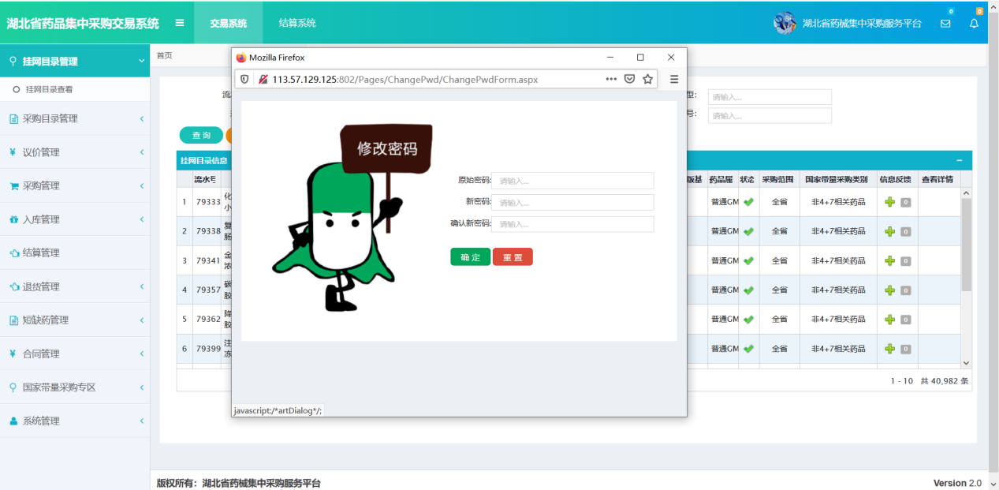 湖北省药品集中采购交易系统
交易系统
结算系统
湖北省药械集中采购服务平台
0
0
挂网目录管理
挂网目录查看
采购目录管理
议价管理
采购管理
入库管理
结算管理
退货管理
短缺药管理
合同管理
国家带量采购专区
系统管理
首页
Mozilla Firefox
113.57.129.125:802/Pages/ChangePwd/ChangePwdForm.aspx
修改密码
原始密码: 请输入...
新密码: 请输入...
确认新密码: 请输入...
确 定 重 置
javascript:/*artDialog*/;
流
型: 请输入...
号: 请输入...
查 询
挂网目录信息
流水号 版基 药品属 状态 采购范围 国家带量采购类别 信息反馈 查看详情
1 79333 化 小 普通GM 全省 非4+7相关药品 0
2 79338 复 肠 普通GM 全省 非4+7相关药品 0
3 79341 金 浓 普通GM 全省 非4+7相关药品 0
4 79357 碳 胶 普通GM 全省 非4+7相关药品 0
5 79362 降 胶 普通GM 全省 非4+7相关药品 0
6 79399 注 冻 普通GM 全省 非4+7相关药品 0
1 - 10 共 40,982 条
版权所有：湖北省药械集中采购服务平台
Version 2.0